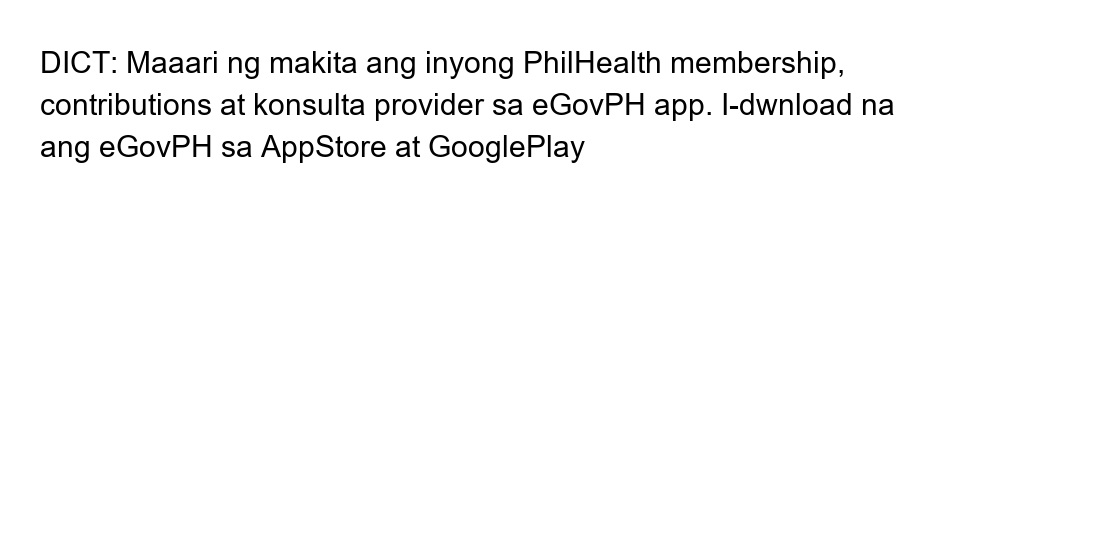 DICT: Maaari ng makita ang inyong PhilHealth membership,
contributions at konsulta provider sa eGovPH app. I-dwnload na
ang eGovPH sa AppStore at GooglePlay